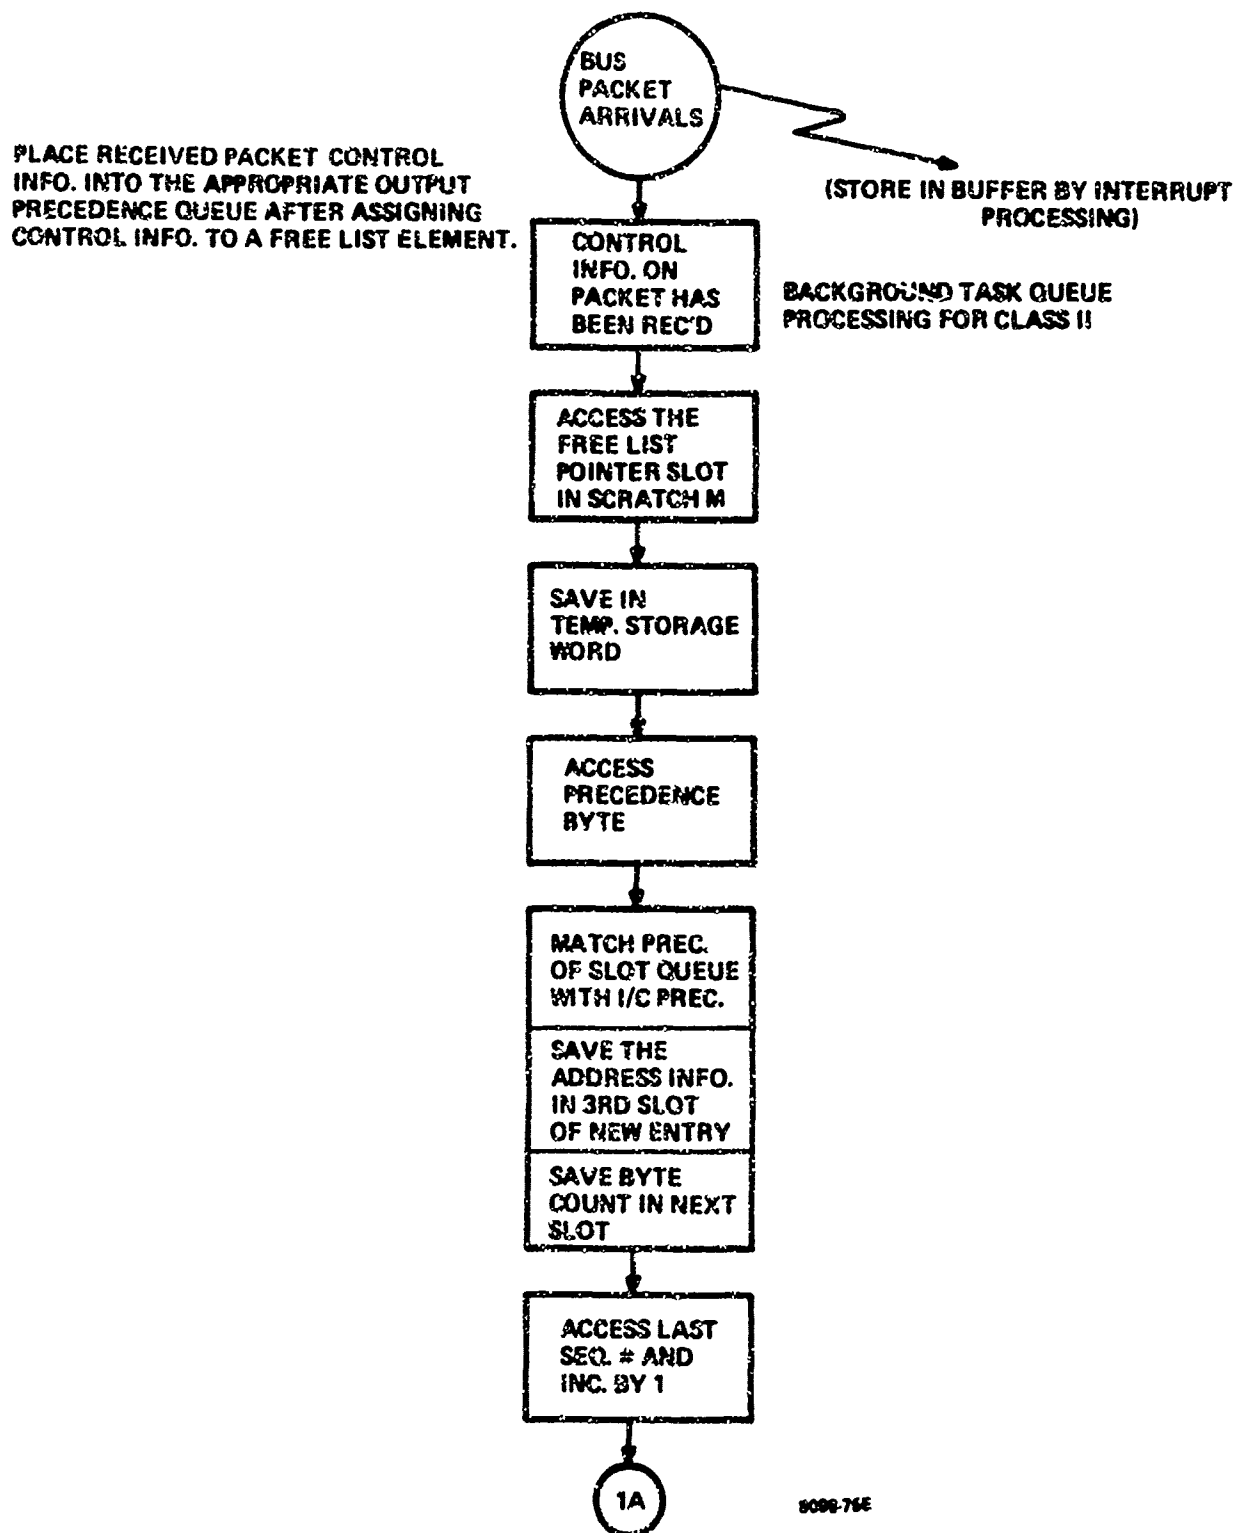 BUS
PACKET
ARRIVALS
PLACE RECEIVED PACKET CONTROL
INFO. INTO THE APPROPRIATE OUTPUT
PRECEDENCE QUEUE AFTER ASSIGNING
CONTROL INFO. TO A FREE LIST ELEMENT.
(STORE IN BUFFER BY INTERRUPT
PROCESSING)
CONTROL
INFO. ON
PACKET HAS
BEEN REC'D
BACKGROUND TASK QUEUE
PROCESSING FOR CLASS II
ACCESS THE
FREE LIST
POINTER SLOT
IN SCRATCH M
SAVE IN
TEMP. STORAGE
WORD
ACCESS
PRECEDENCE
BYTE
MATCH PREC.
OF SLOT QUEUE
WITH I/C PREC.
SAVE THE
ADDRESS INFO.
IN 3RD SLOT
OF NEW ENTRY
SAVE BYTE
COUNT IN NEXT
SLOT
ACCESS LAST
SEQ. # AND
INC. BY 1
1A